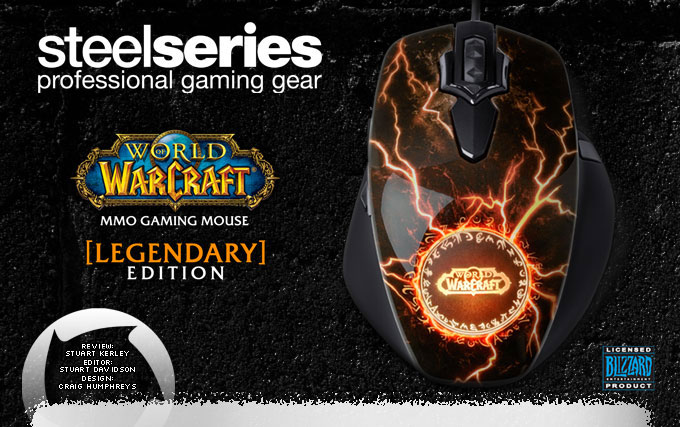 steelseries
professional gaming gear
WORLD
OF
WARCRAFT
MMO GAMING MOUSE
[LEGENDARY]
EDITION
WORLD
OF
WARCRAFT
REVIEW:
STUART KERLEY
EDITOR:
STUART DAVIDSON
DESIGN:
CRAIG HUMPHREYS
LICENSED
BLIZZARD
ENTERTAINMENT
PRODUCT